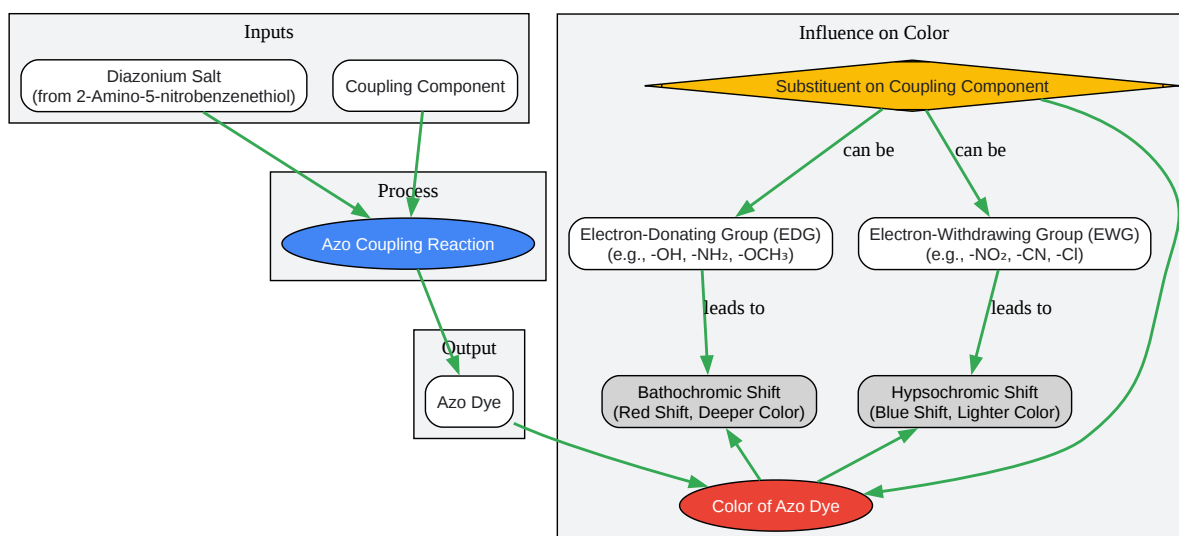 Inputs
Diazonium Salt
(from 2-Amino-5-nitrobenzenethiol)
Coupling Component
Process
Azo Coupling Reaction
Output
Azo Dye
Influence on Color
Substituent on Coupling Component
can be
can be
Electron-Donating Group (EDG)
(e.g., -OH, -NH₂, -OCH₃)
Electron-Withdrawing Group (EWG)
(e.g., -NO₂, -CN, -Cl)
leads to
leads to
Bathochromic Shift
(Red Shift, Deeper Color)
Hypsochromic Shift
(Blue Shift, Lighter Color)
Color of Azo Dye